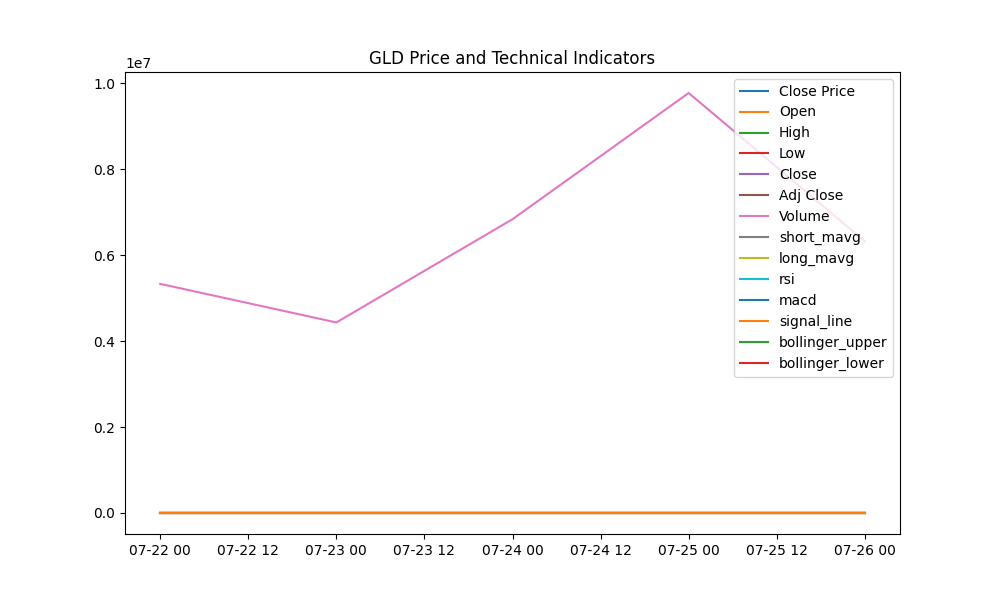 GLD Price and Technical Indicators
1e7
1.0
0.8
0.6
0.4
0.2
0.0
Close Price
Open
High
Low
Close
Adj Close
Volume
short_mavg
long_mavg
rsi
macd
signal_line
bollinger_upper
bollinger_lower
07-22 00 07-22 12 07-23 00 07-23 12 07-24 00 07-24 12 07-25 00 07-25 12 07-26 00